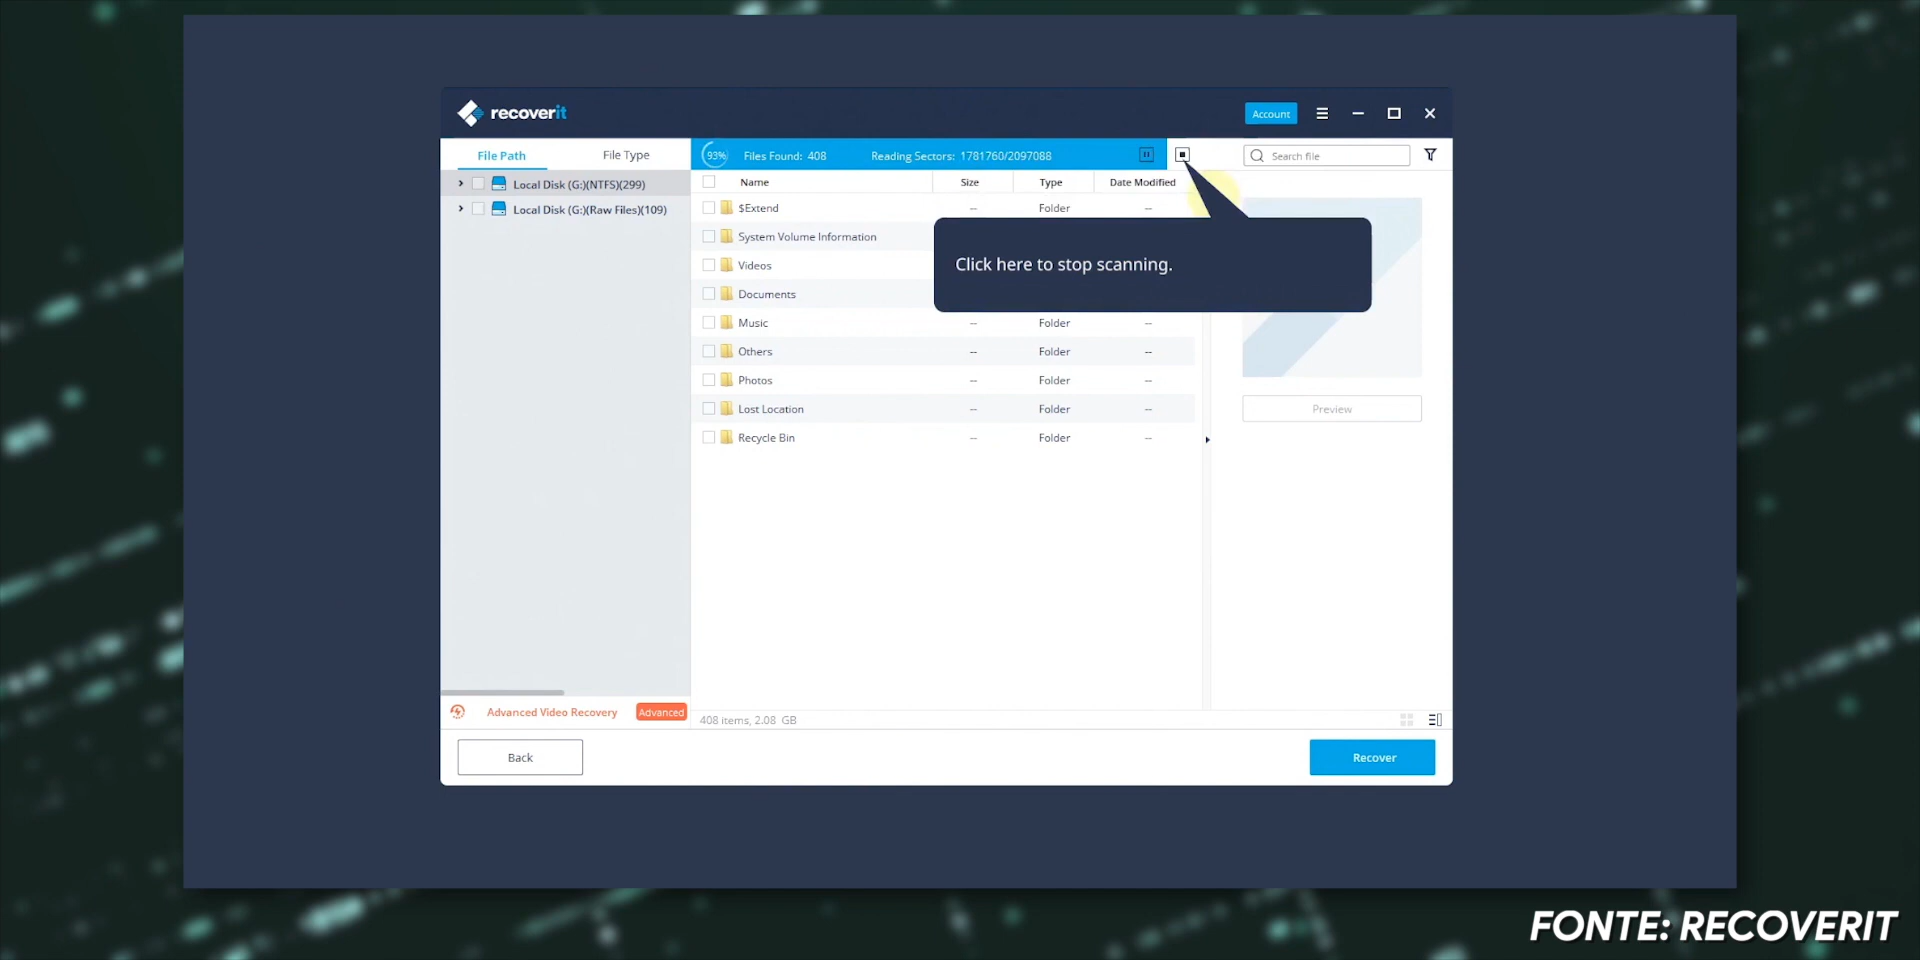 recoverit
Account
File Path
File Type
93%
Files Found: 408
Reading Sectors: 1781760/2097088
Search file
Local Disk (G:)(NTFS)(299)
Local Disk (G:)(Raw Files)(109)
Name
Size
Type
Date Modified
$Extend
--
Folder
--
System Volume Information
Videos
Documents
Click here to stop scanning.
Music
--
Folder
--
Others
--
Folder
--
Photos
--
Folder
--
Lost Location
--
Folder
--
Recycle Bin
--
Folder
--
Preview
Advanced Video Recovery
Advanced
408 items, 2.08 GB
Back
Recover
FONTE: RECOVERIT